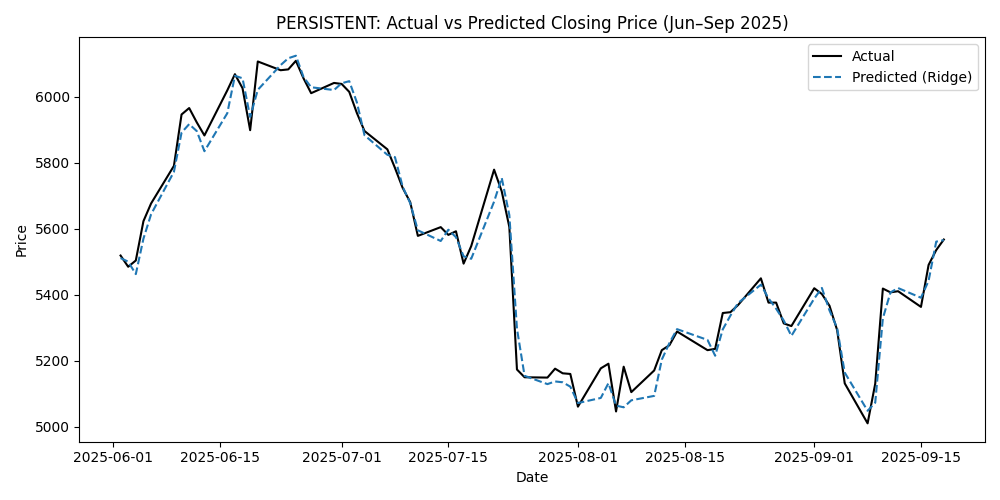 PERSISTENT: Actual vs Predicted Closing Price (Jun–Sep 2025)
Actual
Predicted (Ridge)
Price
6000
5800
5600
5400
5200
5000
2025-06-01
2025-06-15
2025-07-01
2025-07-15
2025-08-01
2025-08-15
2025-09-01
2025-09-15
Date